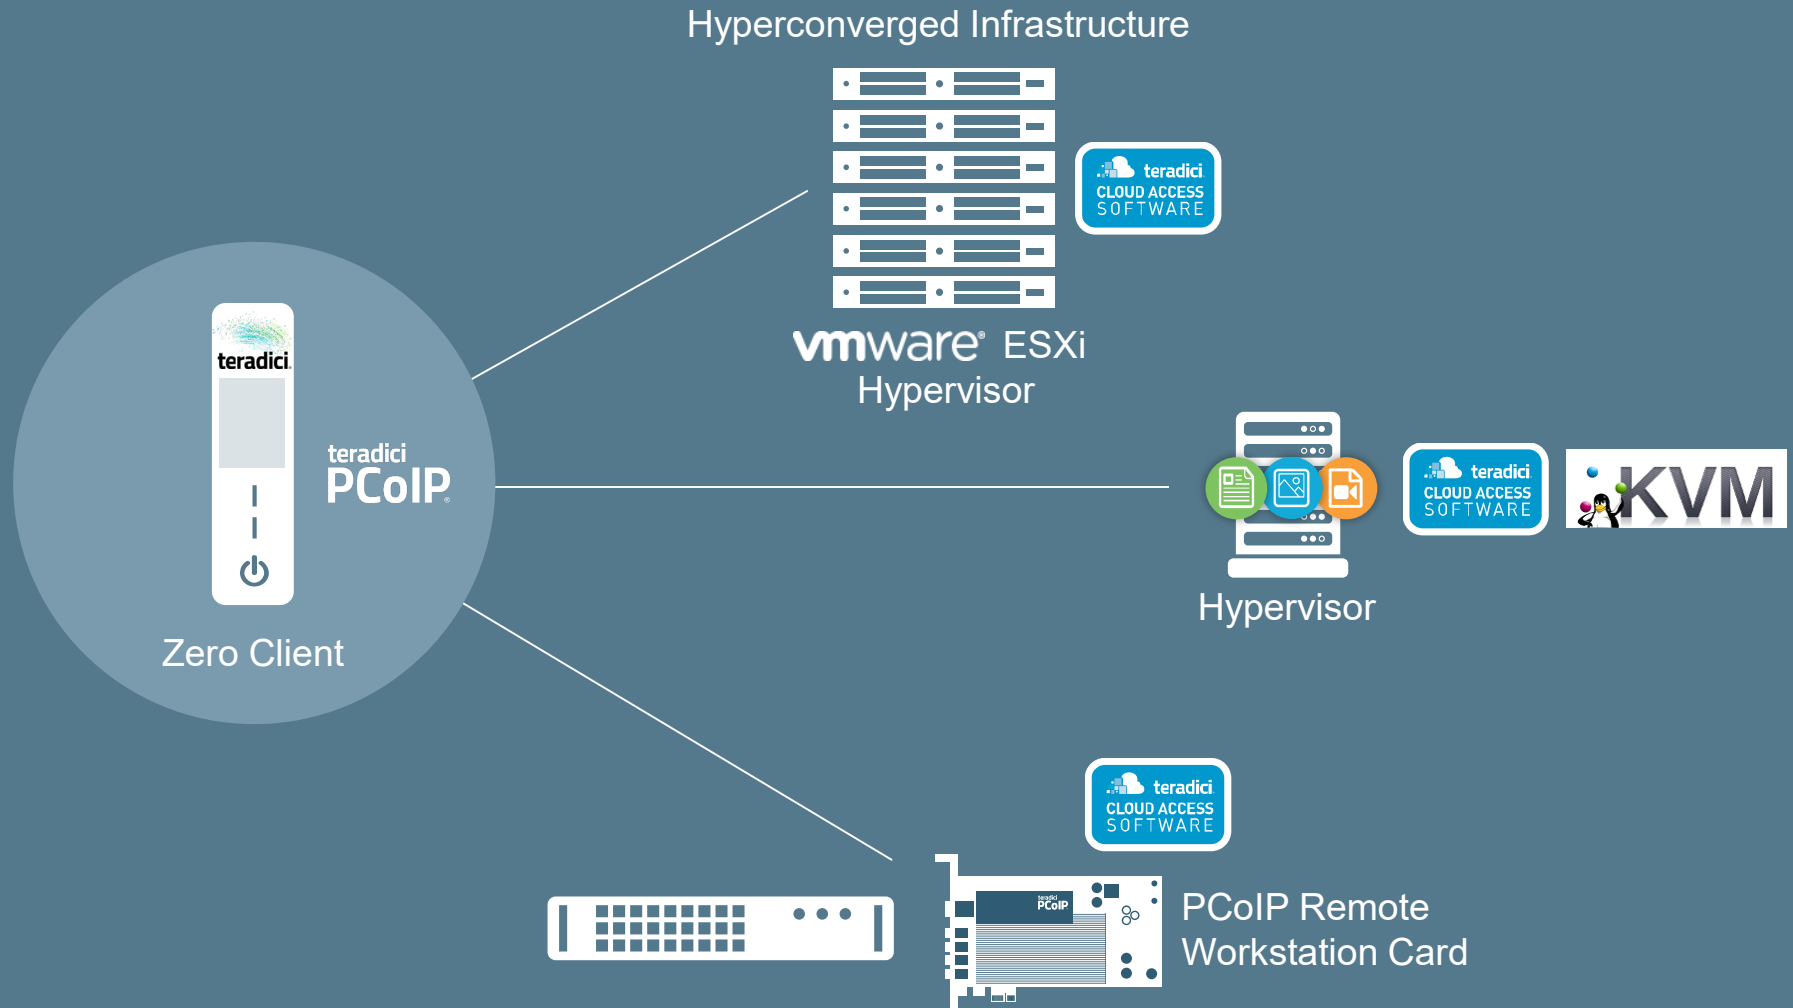 Hyperconverged Infrastructure
teradici
CLOUD ACCESS
SOFTWARE
vmware® ESXi
Hypervisor
teradici
teradici
PCoIP®
Zero Client
teradici
CLOUD ACCESS
SOFTWARE
KVM
Hypervisor
teradici
CLOUD ACCESS
SOFTWARE
teradici
PCoIP
PCoIP Remote
Workstation Card